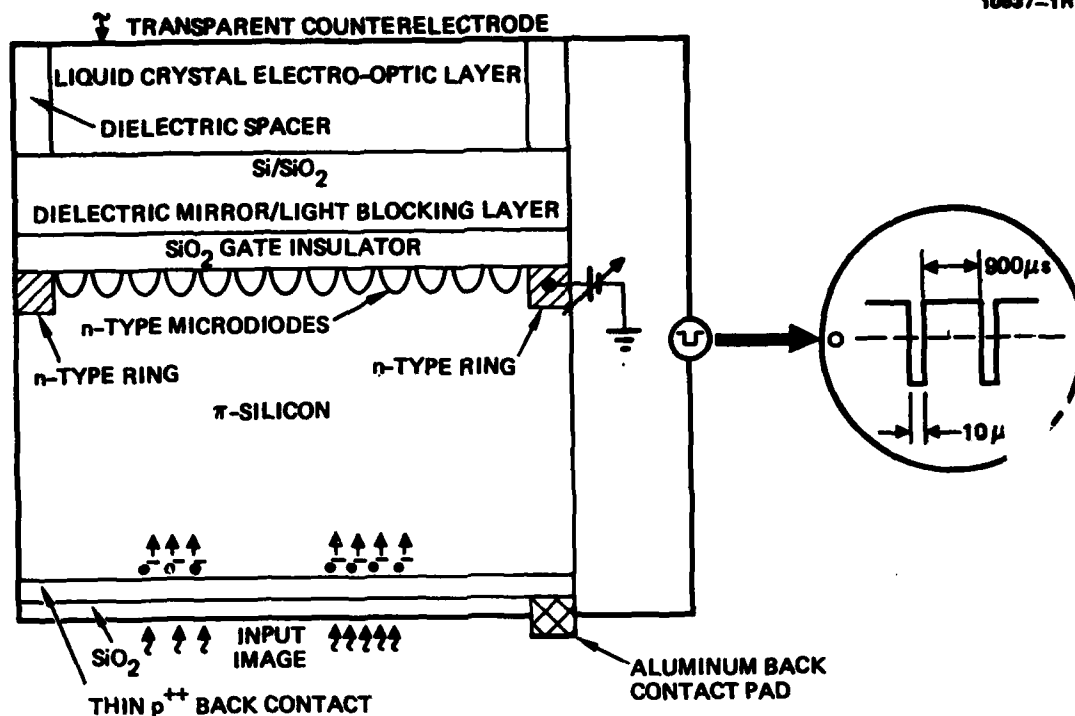 TRANSPARENT COUNTERELECTRODE
LIQUID CRYSTAL ELECTRO-OPTIC LAYER
DIELECTRIC SPACER
Si/SiO2
DIELECTRIC MIRROR/LIGHT BLOCKING LAYER
SiO2 GATE INSULATOR
n-TYPE MICRODIODES
n-TYPE RING
n-TYPE RING
π-SILICON
900μs
0
10μ
e- e- e- e- e- e- e-
SiO2
INPUT
IMAGE
THIN p++ BACK CONTACT
ALUMINUM BACK
CONTACT PAD